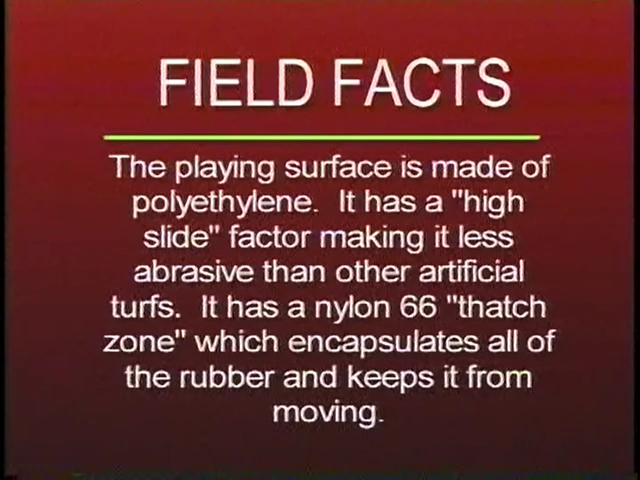 FIELD FACTS
The playing surface is made of
polyethylene.  It has a "high
slide" factor making it less
abrasive than other artificial
turfs.  It has a nylon 66 "thatch
zone" which encapsulates all of
the rubber and keeps it from
moving.